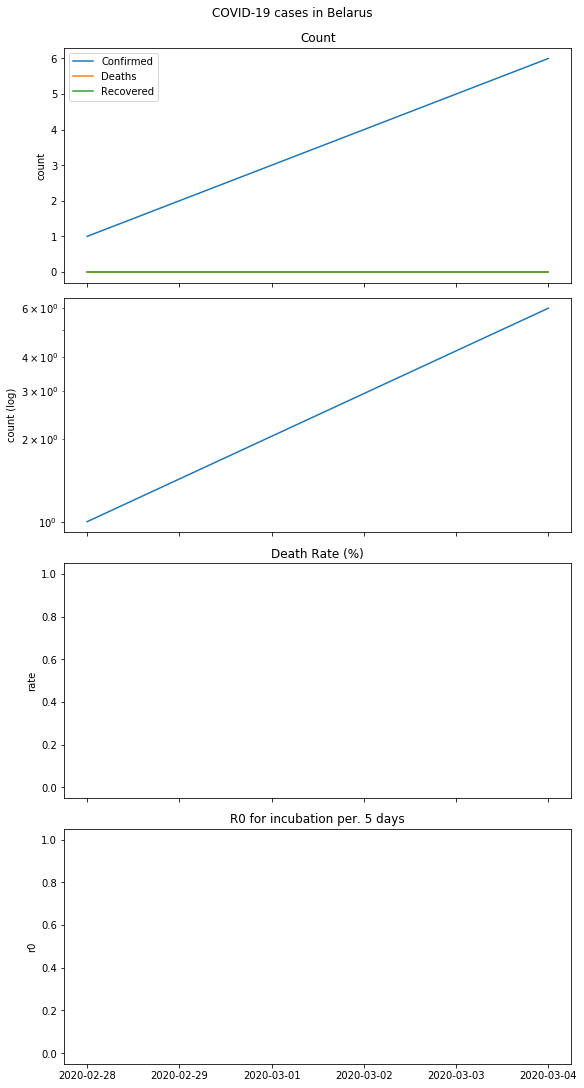 COVID-19 cases in Belarus
Count
6
5
4
3
2
1
0
count
Confirmed
Deaths
Recovered
6 × 10⁰
4 × 10⁰
3 × 10⁰
2 × 10⁰
10⁰
count (log)
Death Rate (%)
1.0
0.8
0.6
0.4
0.2
0.0
rate
R0 for incubation per. 5 days
1.0
0.8
0.6
0.4
0.2
0.0
r0
2020-02-28 2020-02-29 2020-03-01 2020-03-02 2020-03-03 2020-03-04